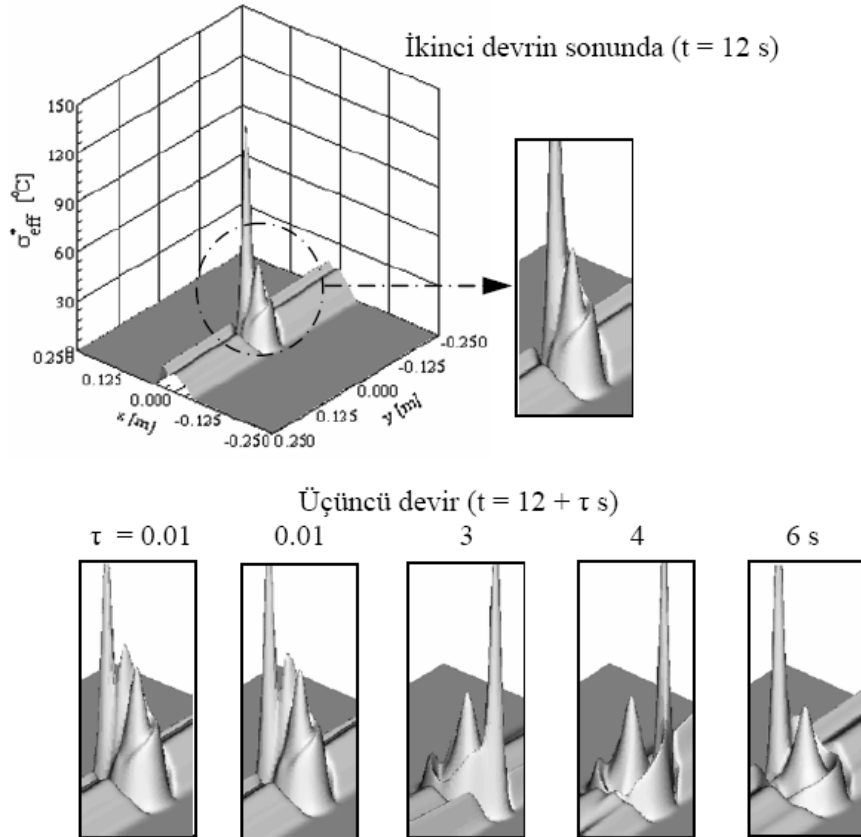 İkinci devrin sonunda (t = 12 s)
150
120
90
60
30
0
σ*eff [°C]
0.250
0.125
0.000
-0.125
-0.250
x [m]
0.250
0.125
0.000
-0.125
-0.250
y [m]
Üçüncü devir (t = 12 + τ s)
τ = 0.01 0.01 3 4 6 s